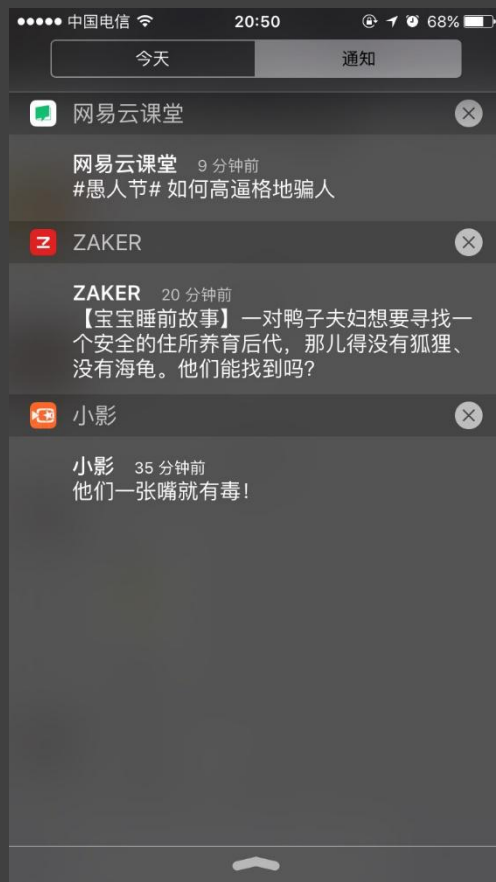 中国电信 20:50 68%
今天 通知
网易云课堂
网易云课堂 9 分钟前
#愚人节# 如何高逼格地骗人
ZAKER
ZAKER 20 分钟前
【宝宝睡前故事】一对鸭子夫妇想要寻找一
个安全的住所养育后代，那儿得没有狐狸、
没有海龟。他们能找到吗？
小影
小影 35 分钟前
他们一张嘴就有毒！